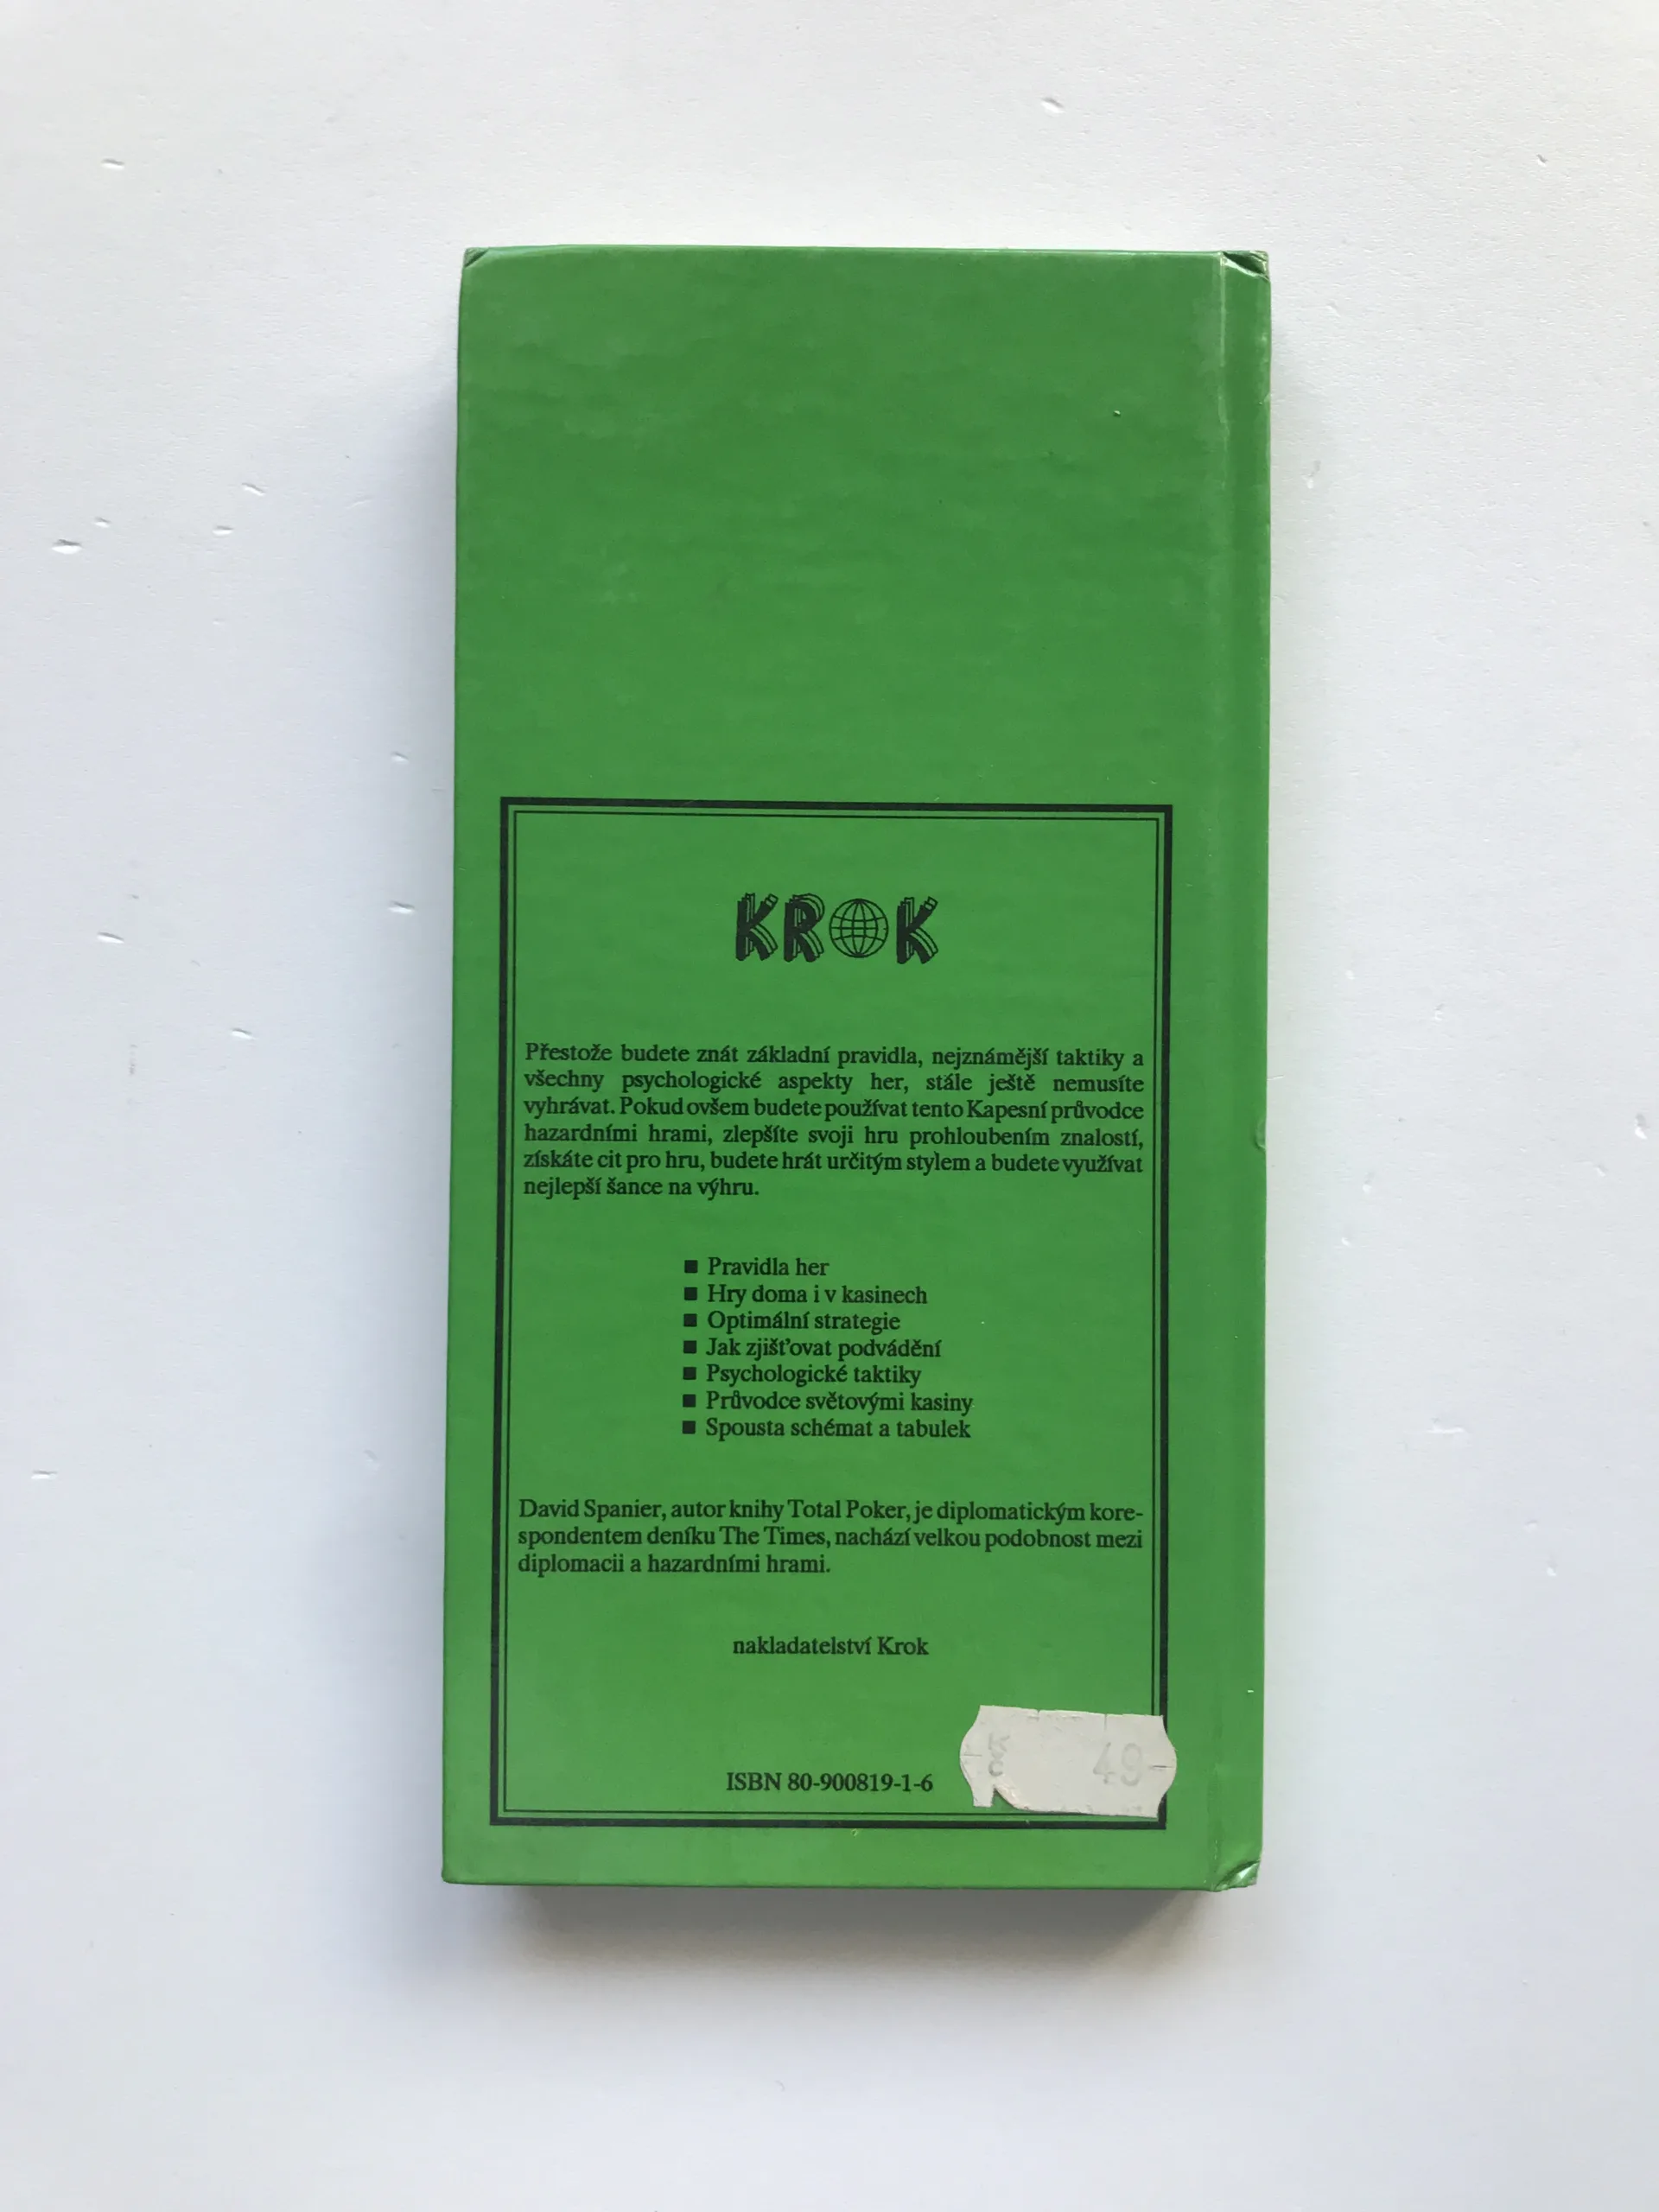 KROK
Přestože budete znát základní pravidla, nejznámější taktiky a
všechny psychologické aspekty her, stále ještě nemusíte
vyhrávat. Pokud ovšem budete používat tento Kapesní průvodce
hazardními hrami, zlepšíte svoji hru prohloubením znalostí,
získáte cit pro hru, budete hrát určitým stylem a budete využívat
nejlepší šance na výhru.
■ Pravidla her
■ Hry doma i v kasinech
■ Optimální strategie
■ Jak zjišťovat podvádění
■ Psychologické taktiky
■ Průvodce světovými kasiny
■ Spousta schémat a tabulek
David Spanier, autor knihy Total Poker, je diplomatickým kore-
spondentem deníku The Times, nachází velkou podobnost mezi
diplomacii a hazardními hrami.
nakladatelství Krok
ISBN 80-900819-1-6
Kčs 49-